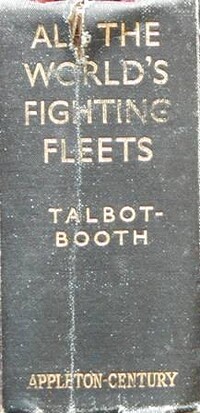 ALL THE
WORLD'S
FIGHTING
FLEETS
TALBOT-
BOOTH
APPLETON-CENTURY